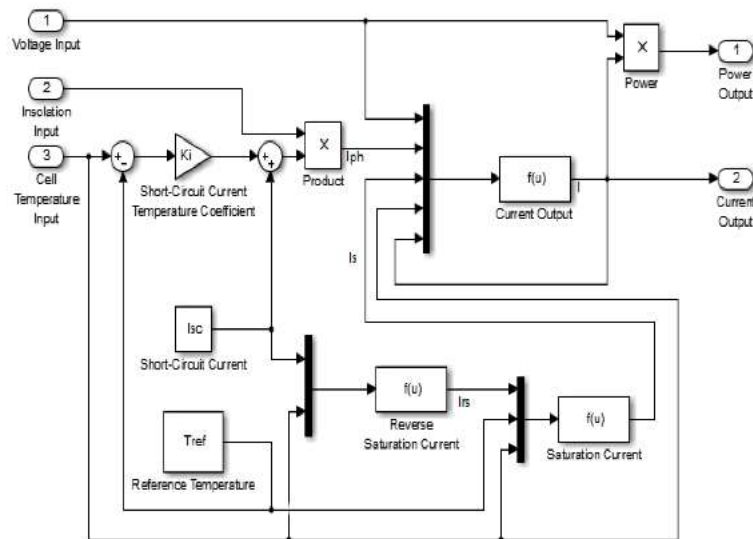 1
Voltage Input
2
Insolation
Input
3
Cell
Temperature
Input
+
-
Ki
Short-Circuit Current
Temperature Coefficient
+
+
X
Product
Iph
f(u)
Current Output
I
X
Power
1
Power
Output
2
Current
Output
Is
Isc
Short-Circuit Current
Tref
Reference Temperature
f(u)
Reverse
Saturation Current
Irs
f(u)
Saturation Current